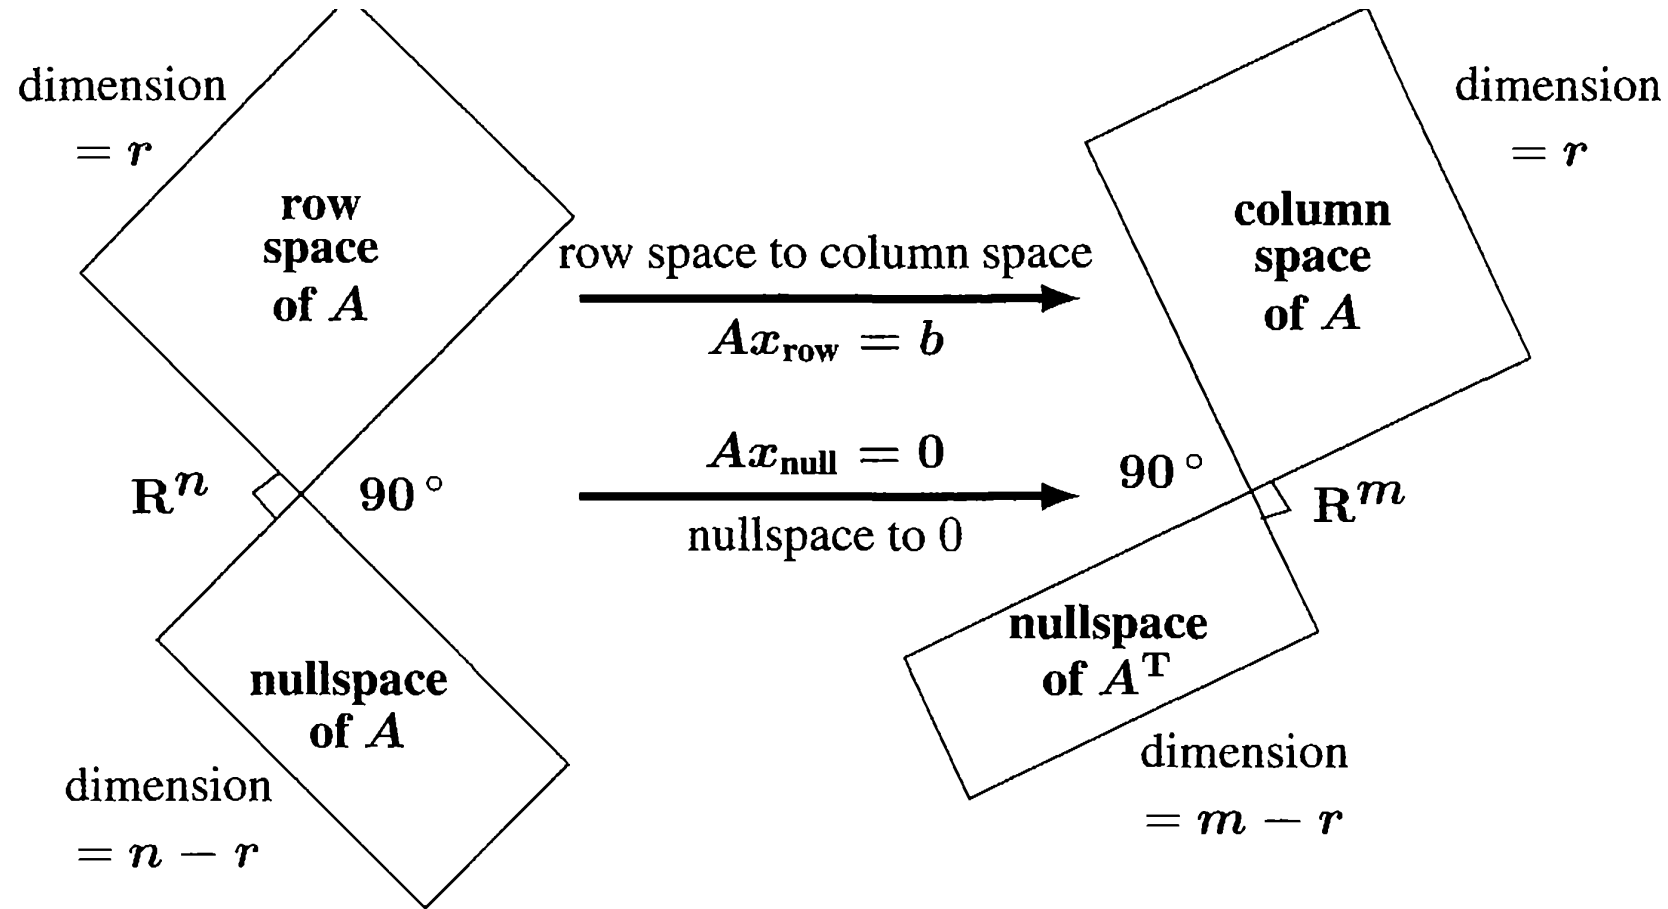 dimension
= r
row
space
of A
R^n
90°
nullspace
of A
dimension
= n − r
row space to column space
Ax_row = b
Ax_null = 0
nullspace to 0
dimension
= r
column
space
of A
90°
R^m
nullspace
of A^T
dimension
= m − r